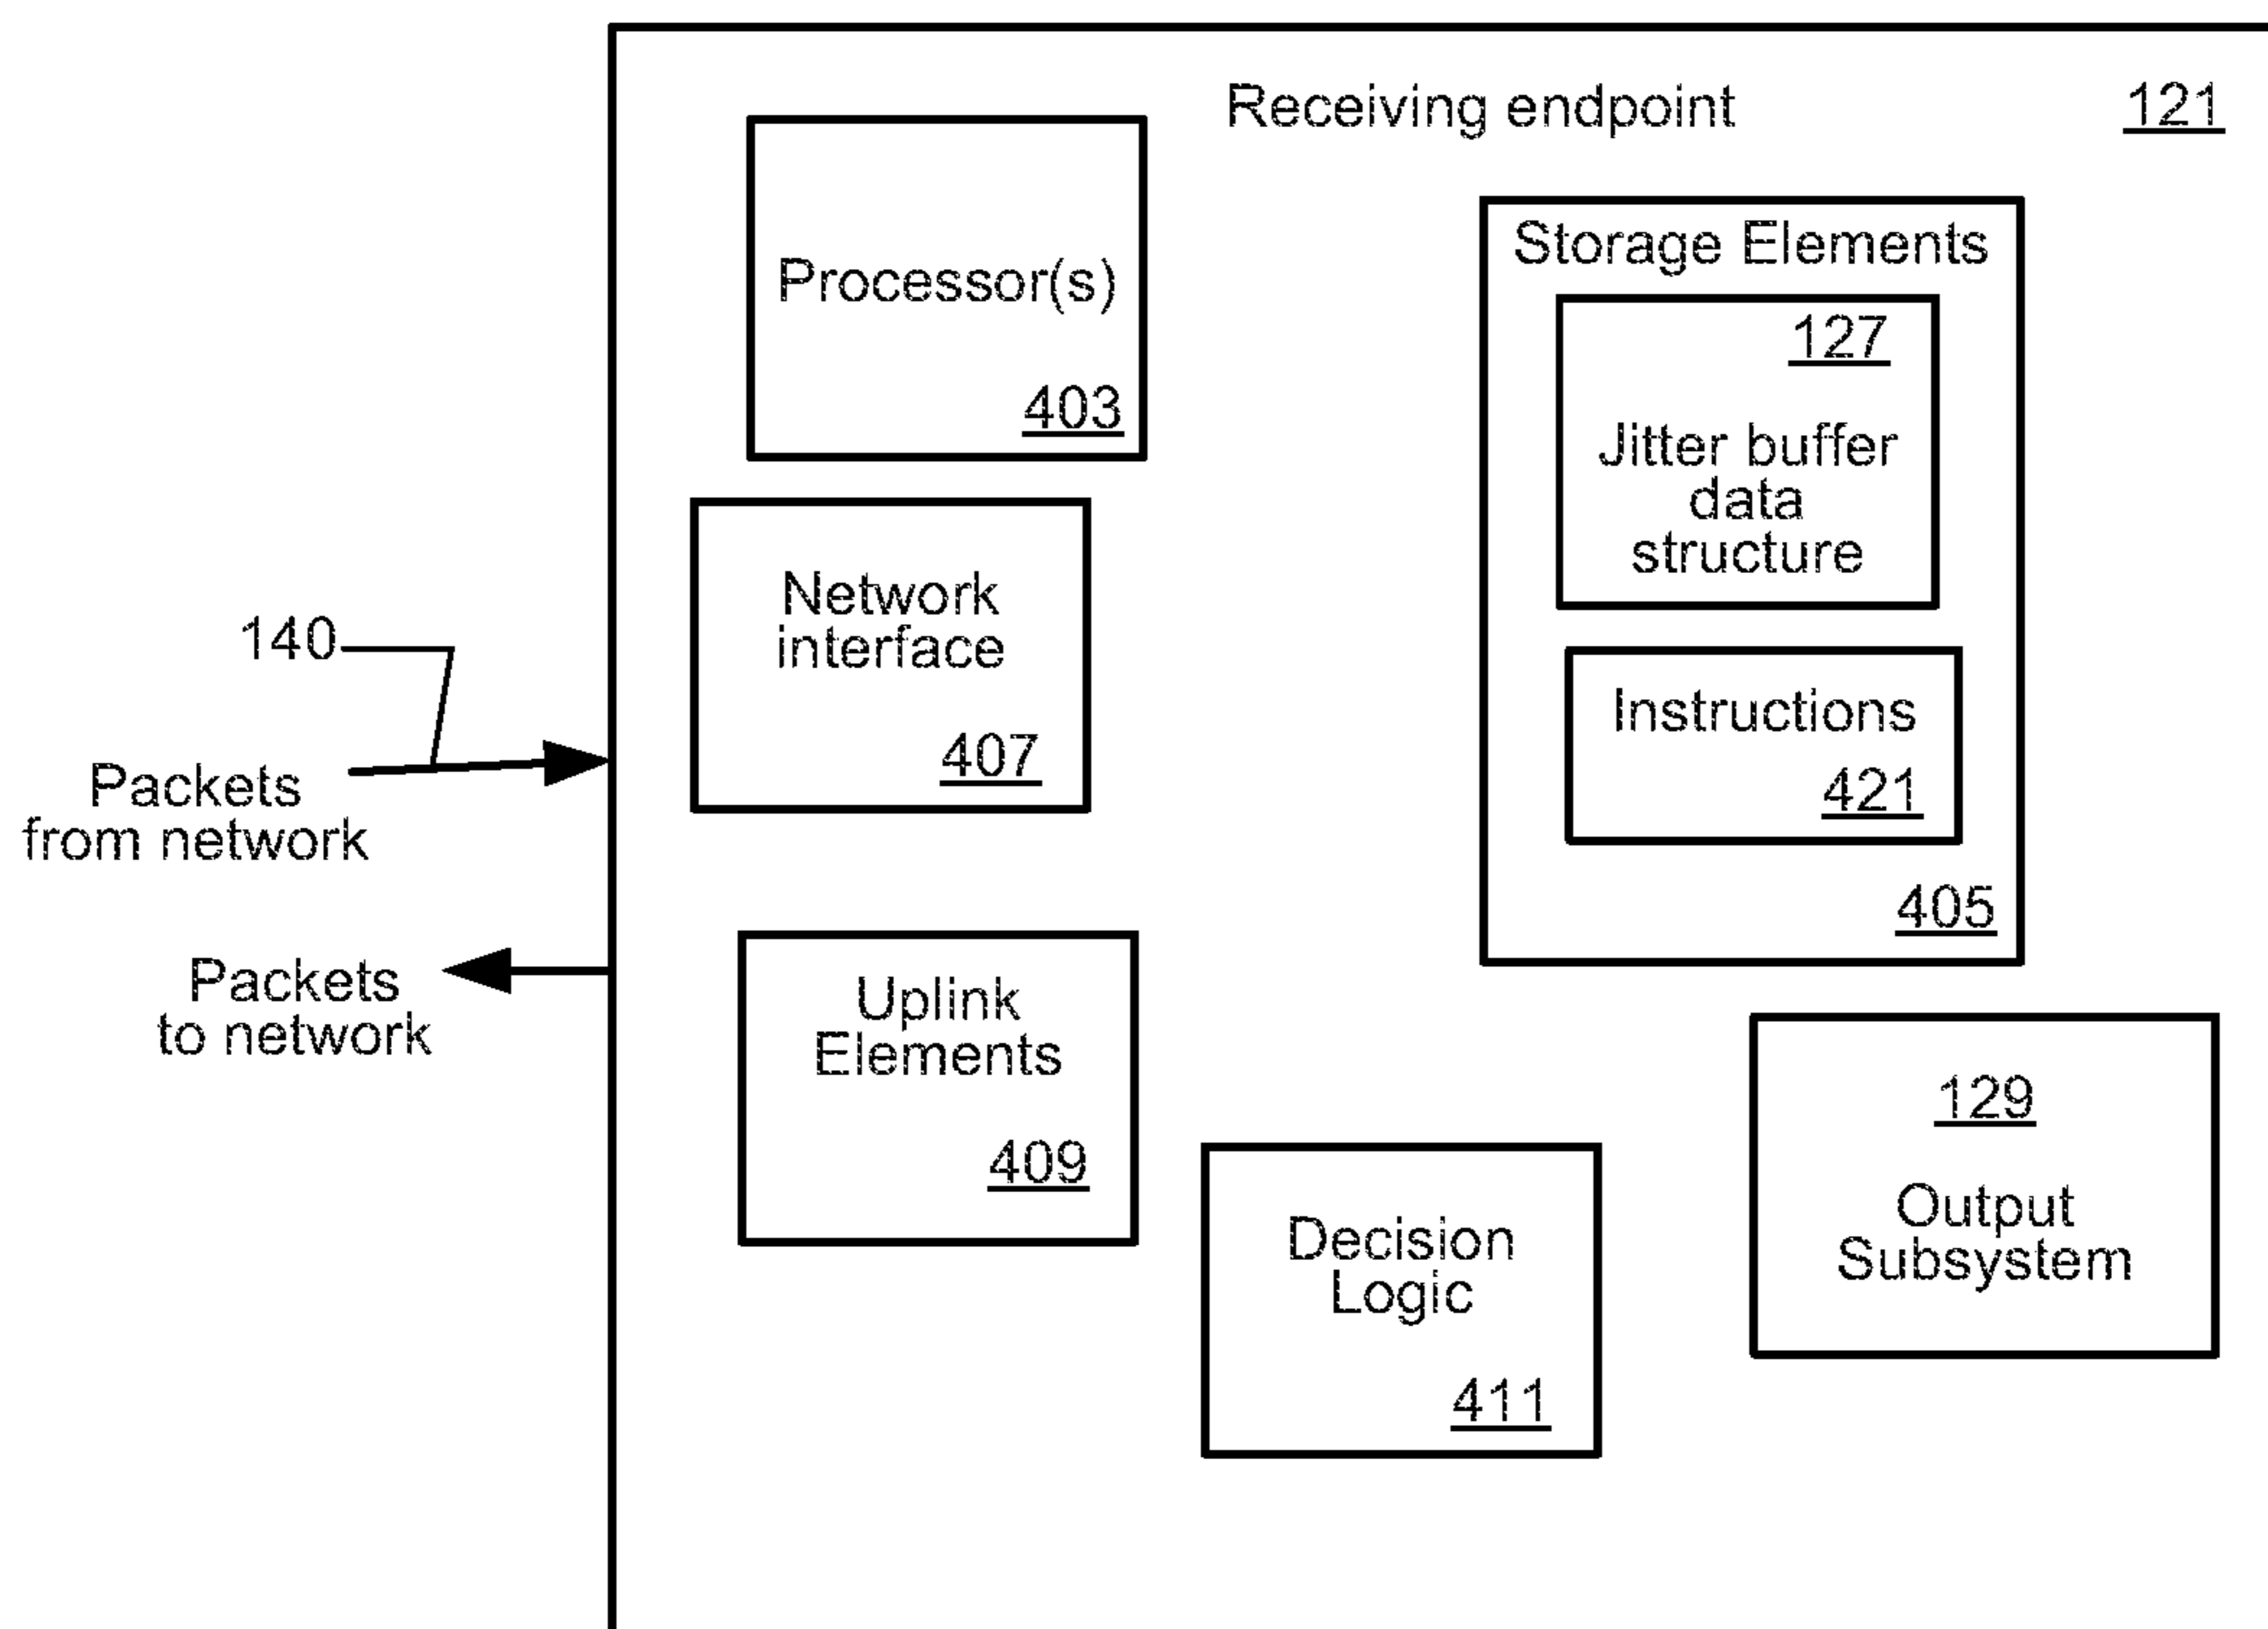 Receiving endpoint
121
Processor(s)
403
Storage Elements
127
Jitter buffer
data
structure
Instructions
421
405
Network
interface
407
140
Packets
from network
Packets
to network
Uplink
Elements
409
Decision
Logic
411
129
Output
Subsystem